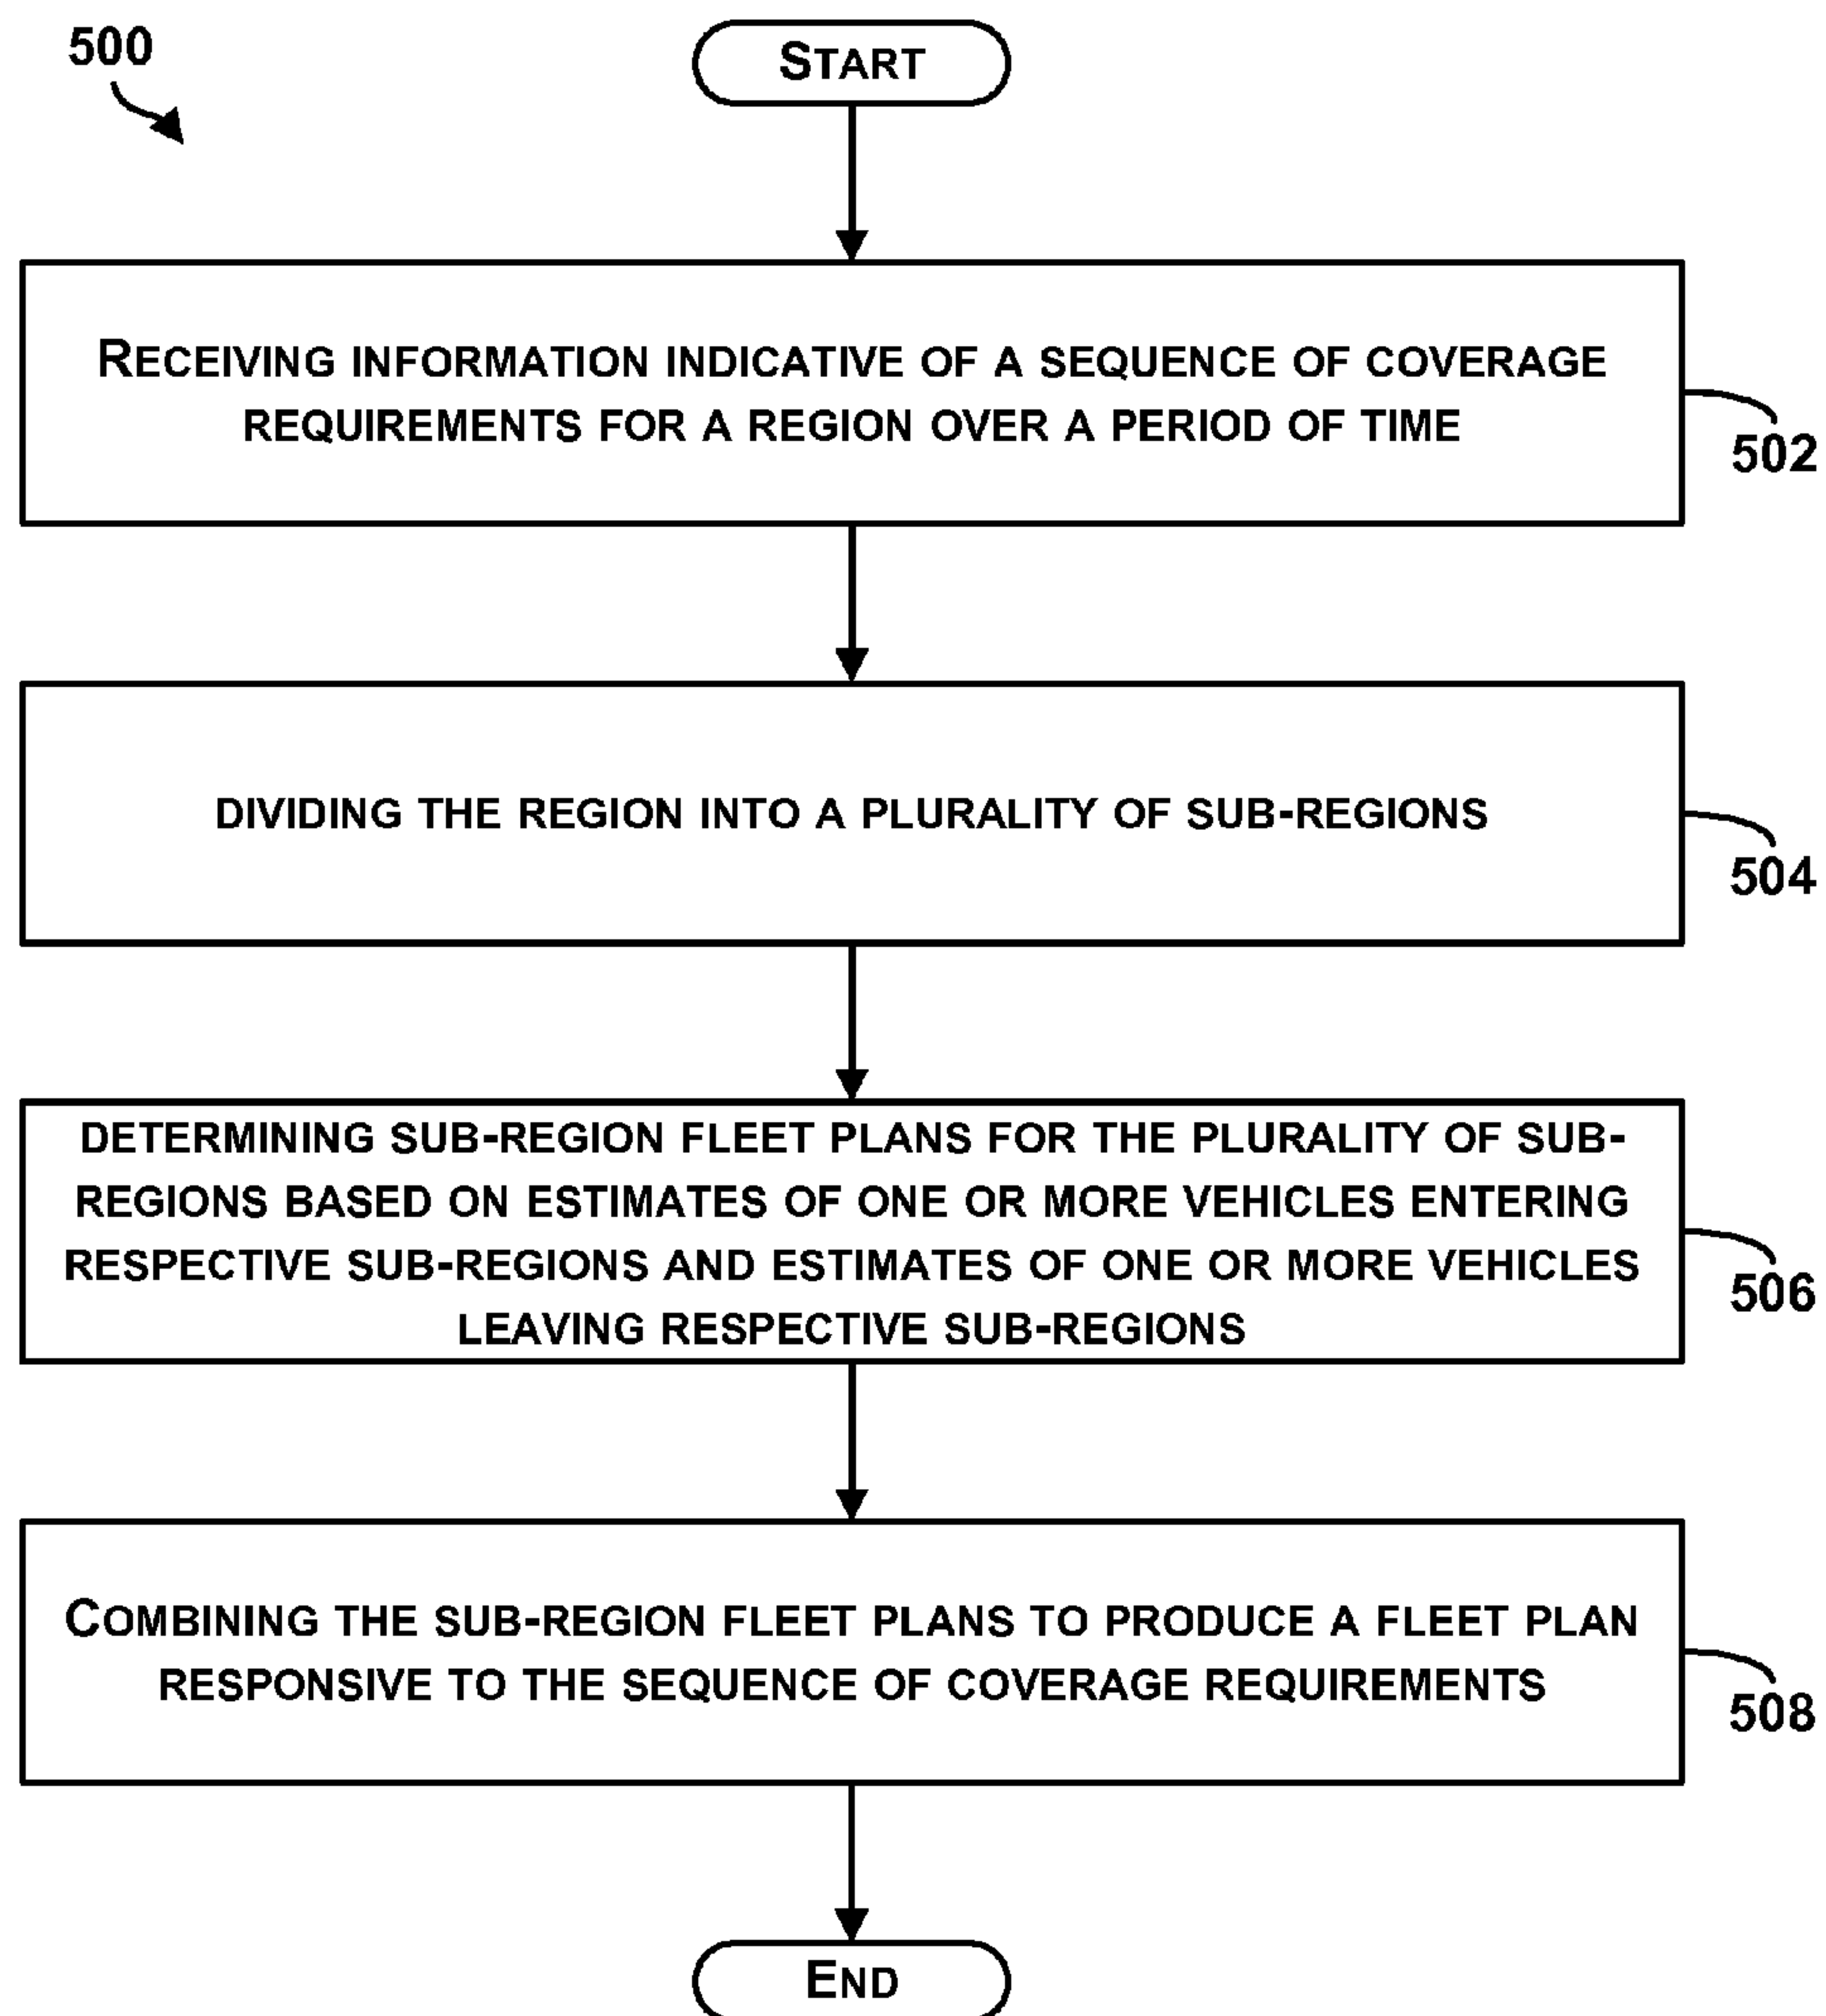 500
START
RECEIVING INFORMATION INDICATIVE OF A SEQUENCE OF COVERAGE
REQUIREMENTS FOR A REGION OVER A PERIOD OF TIME
502
DIVIDING THE REGION INTO A PLURALITY OF SUB-REGIONS
504
DETERMINING SUB-REGION FLEET PLANS FOR THE PLURALITY OF SUB-
REGIONS BASED ON ESTIMATES OF ONE OR MORE VEHICLES ENTERING
RESPECTIVE SUB-REGIONS AND ESTIMATES OF ONE OR MORE VEHICLES
LEAVING RESPECTIVE SUB-REGIONS
506
COMBINING THE SUB-REGION FLEET PLANS TO PRODUCE A FLEET PLAN
RESPONSIVE TO THE SEQUENCE OF COVERAGE REQUIREMENTS
508
END